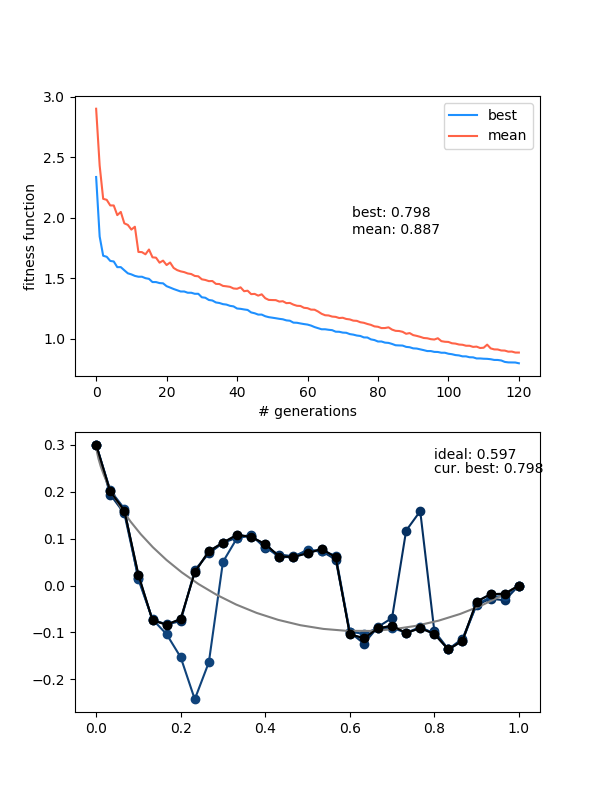 3.0
2.5
2.0
1.5
1.0
fitness function
best
mean
best: 0.798
mean: 0.887
0 20 40 60 80 100 120
# generations
0.3
0.2
0.1
0.0
−0.1
−0.2
ideal: 0.597
cur. best: 0.798
0.0 0.2 0.4 0.6 0.8 1.0